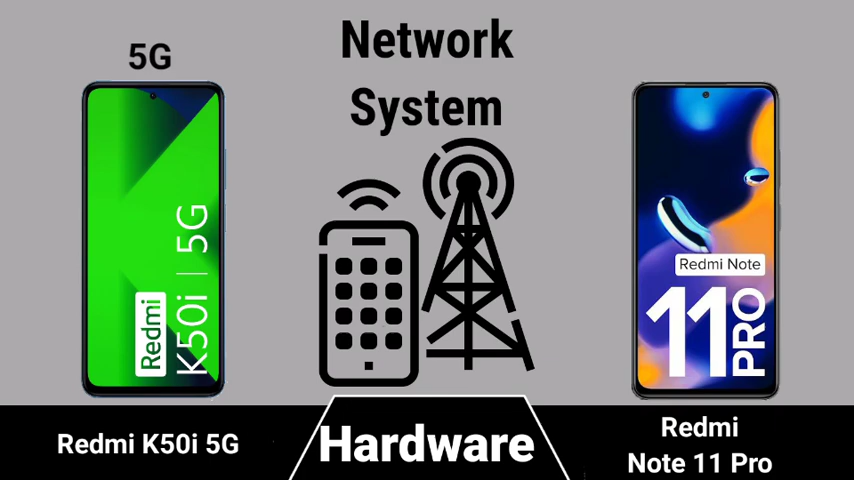 5G
Network
System
Redmi
K50i | 5G
Redmi Note
11 PRO
Redmi K50i 5G
Hardware
Redmi
Note 11 Pro